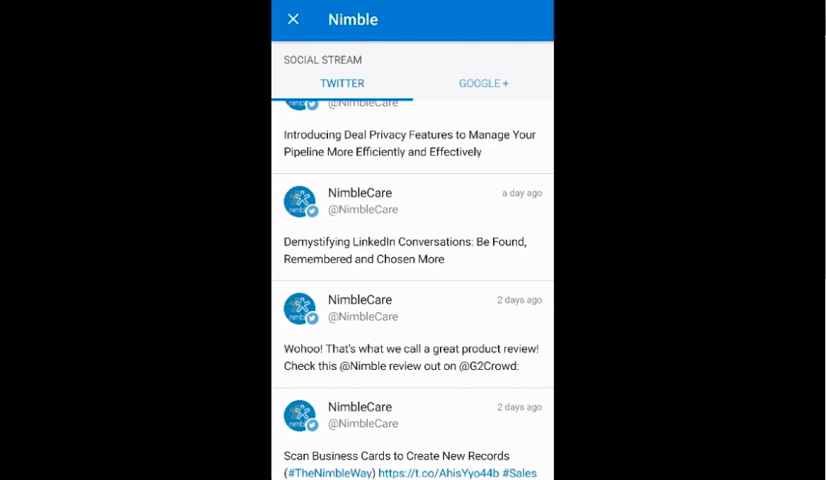 Nimble
SOCIAL STREAM
TWITTER
GOOGLE +
@NimbleCare
Introducing Deal Privacy Features to Manage Your
Pipeline More Efficiently and Effectively
NimbleCare
a day ago
@NimbleCare
Demystifying LinkedIn Conversations: Be Found,
Remembered and Chosen More
NimbleCare
2 days ago
@NimbleCare
Wohoo! That's what we call a great product review!
Check this @Nimble review out on @G2Crowd:
NimbleCare
2 days ago
@NimbleCare
Scan Business Cards to Create New Records
(#TheNimbleWay) https://t.co/AhisYyo44b #Sales